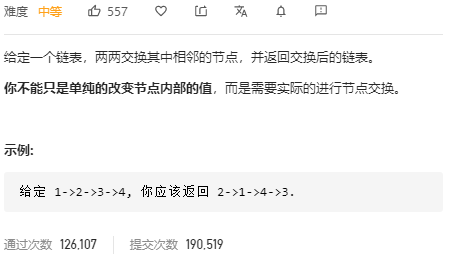 难度 中等 557
给定一个链表，两两交换其中相邻的节点，并返回交换后的链表。
你不能只是单纯的改变节点内部的值，而是需要实际的进行节点交换。
示例:
给定 1->2->3->4, 你应该返回 2->1->4->3.
通过次数 126,107 提交次数 190,519